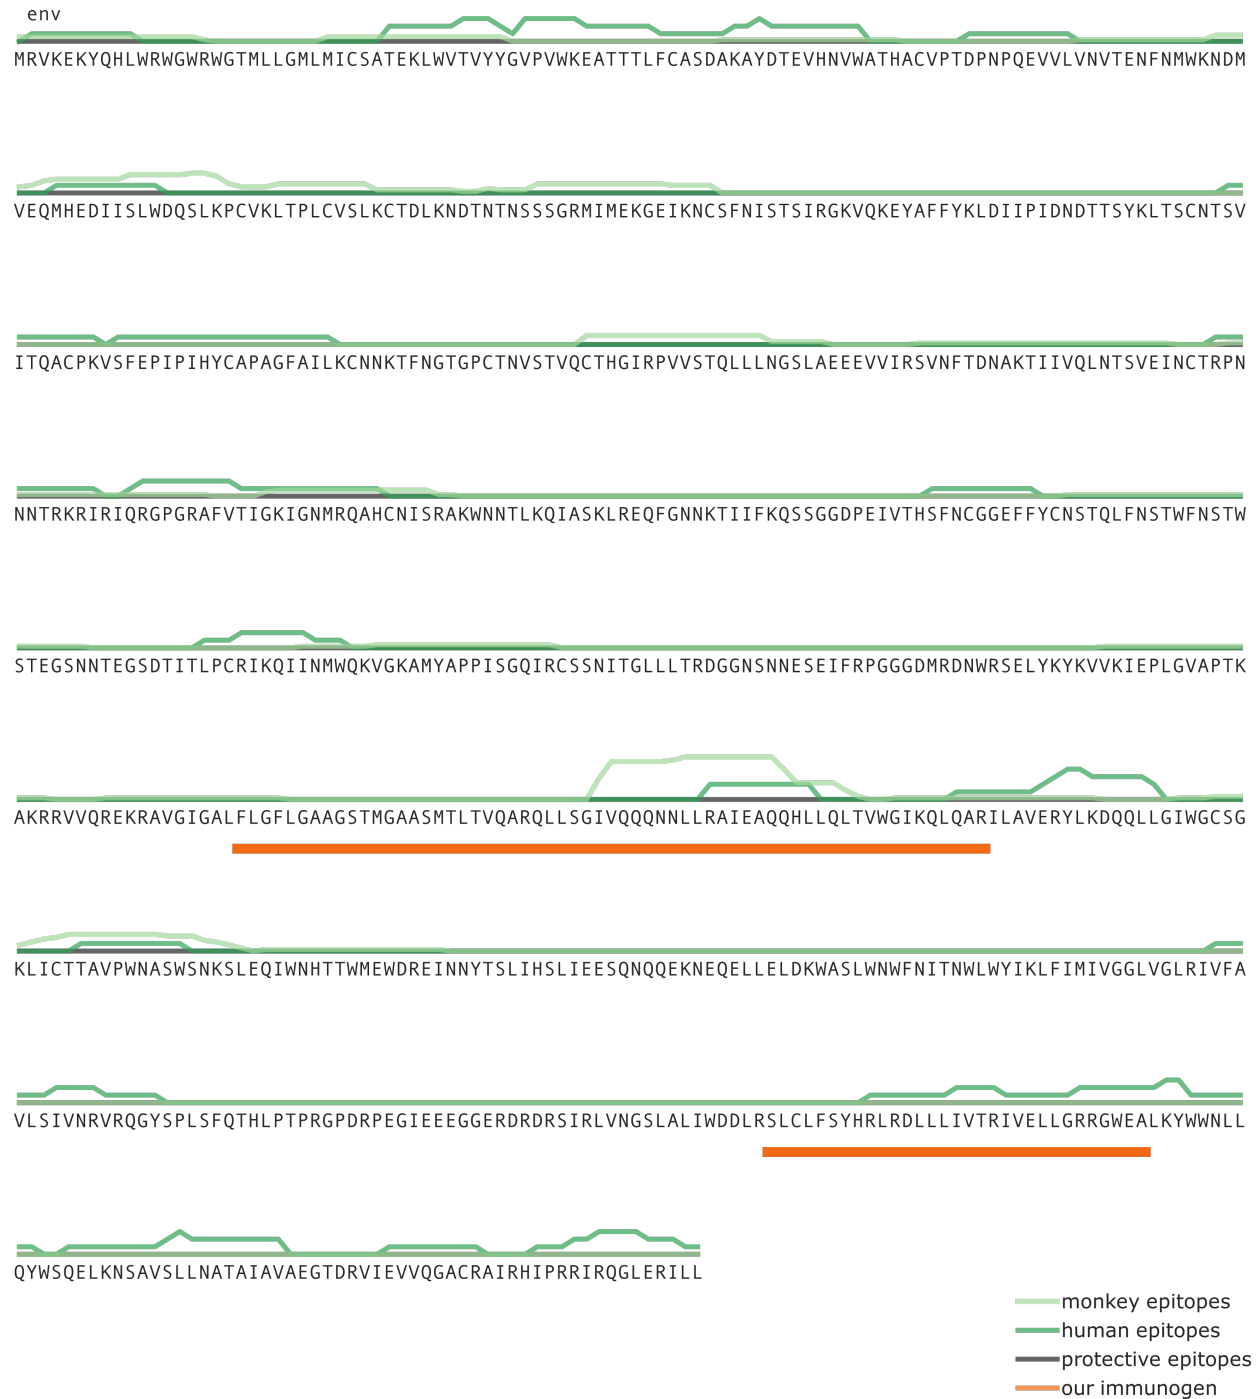 env
MRVKEKYQHLWRWGWRWGTMLLGMLMICSATEKLWVTVYYGVPVWKEATTTLFCASDAKAYDTEVHNVWATHACVPTDPNPQEVVLVNVTENFNMWKNDM
VEQMHEDIISLWDQSLKPCVKLTPLCVSLKCTDLKNDTNTNSSSGRMIMEKGEIKNCSFNISTSIRGKVQKEYAFFYKLDIIPIDNDTTSYKLTSCNTSV
ITQACPKVSFEPIPIHYCAPAGFAILKCNNKTFNGTGPCTNVSTVQCTHGIRPVVSTQLLLNGSLAEEEVVIRSVNFTDNAKTIIVQLNTSVEINCTRPN
NNTRKRIRIQRGPGRAFVTIGKIGNMRQAHCNISRAKWNNTLKQIASKLREQFGNNKTIIFKQSSGGDPEIVTHSFNCGGEFFYCNSTQLFNSTWFNSTW
STEGSNNTEGSDTITLPCRIKQIINMWQKVGKAMYAPPISGQIRCSSNITGLLLTRDGGNSNNESEIFRPGGGDMRDNWRSELYKYKVVKIEPLGVAPTK
AKRRVVQREKRAVGIGALFLGFLGAAGSTMGAASMTLTVQARQLLSGIVQQQNNLLRAIEAQQHLLQLTVWGIKQLQARILAVERYLKDQQLLGIWGCSG
KLICTTAVPWNASWSNKSLEQIWNHTTWMEWDREINNYTSLIHSLIEESQNQQEKNEQELLELDKWASLWNWFNITNWLWYIKLFIMIVGGLVGLRIVFA
VLSIVNRVRQGYSPLSFQTHLPTPRGPDRPEGIEEEGGERDRDRSIRLVNGSLALIWDDLRSLCLFSYHRLRDLLLIVTRIVELLGRRGWEALKYWWNLL
QYWSQELKNSAVSLLNATAIAVAEGTDRVIEVVQGACRAIRHIPRRIRQGLERILL
monkey epitopes
human epitopes
protective epitopes
our immunogen